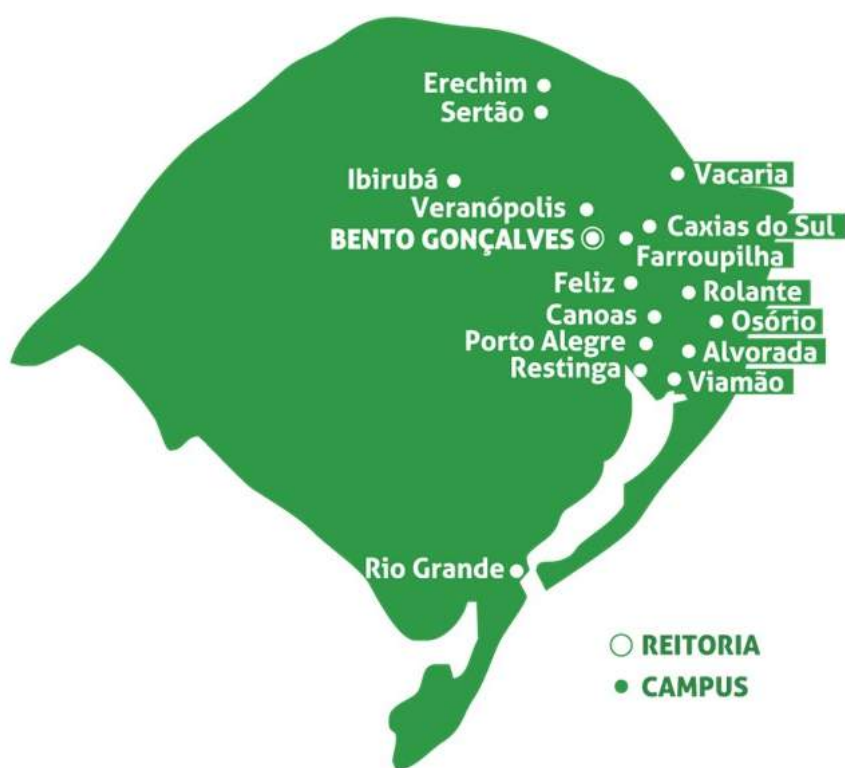 Erechim
Sertão
Vacaria
Ibirubá
Veranópolis
Caxias do Sul
BENTO GONÇALVES
Farroupilha
Feliz
Rolante
Canoas
Osório
Porto Alegre
Alvorada
Restinga
Viamão
Rio Grande
REITORIA
CAMPUS